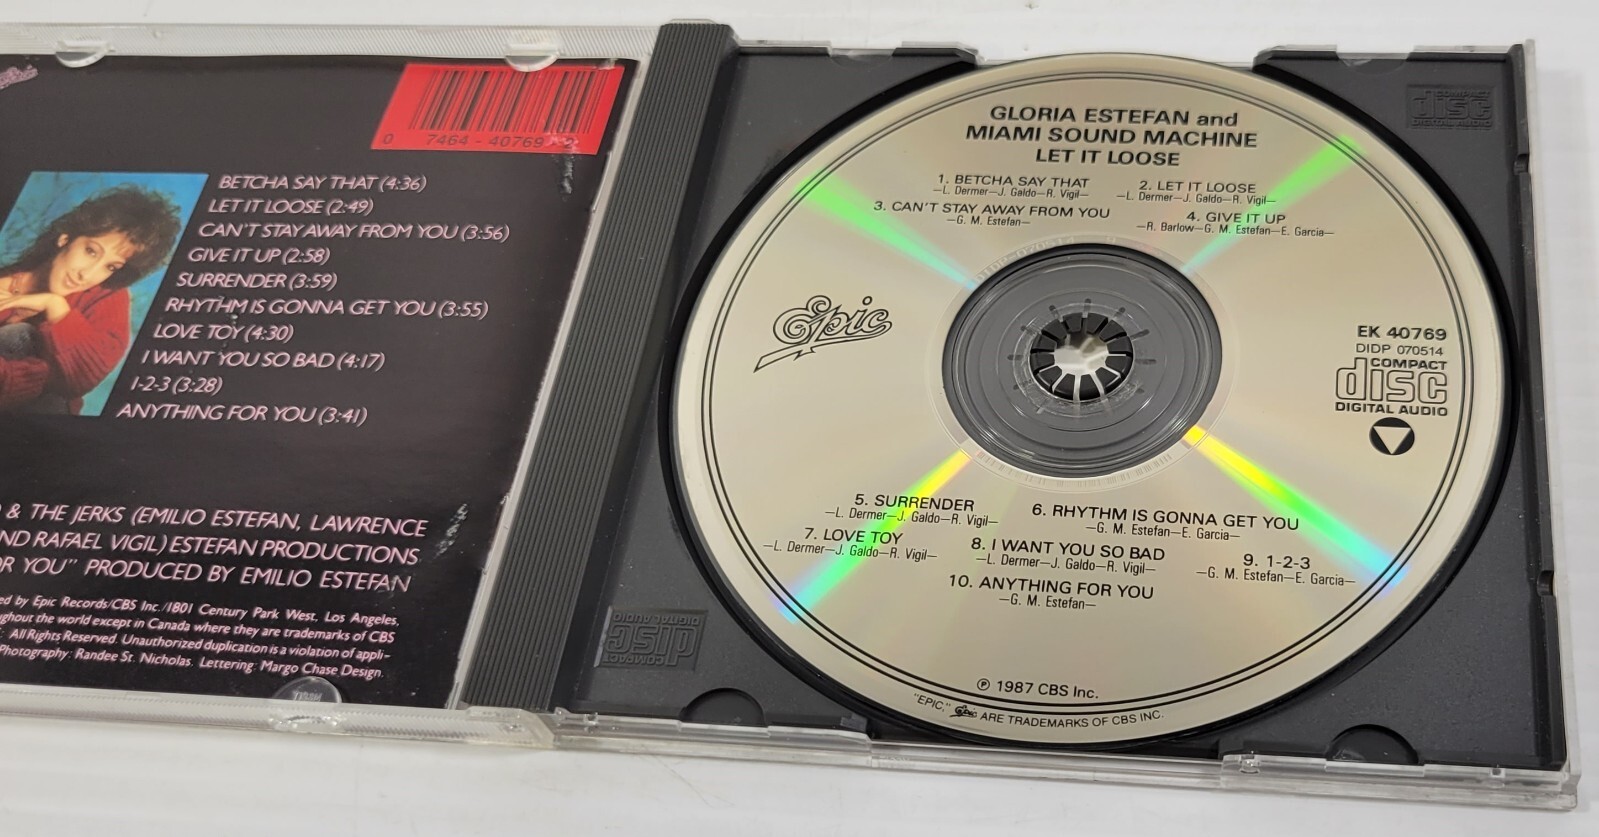 0 7464 - 40769 2
BETCHA SAY THAT (4:36)
LET IT LOOSE (2:49)
CAN'T STAY AWAY FROM YOU (3:56)
GIVE IT UP (2:58)
SURRENDER (3:59)
RHYTHM IS GONNA GET YOU (3:55)
LOVE TOY (4:30)
I WANT YOU SO BAD (4:17)
1-2-3 (3:28)
ANYTHING FOR YOU (3:41)
& THE JERKS (EMILIO ESTEFAN, LAWRENCE
ND RAFAEL VIGIL) ESTEFAN PRODUCTIONS
OR YOU" PRODUCED BY EMILIO ESTEFAN
ed by Epic Records/CBS Inc./1801 Century Park West, Los Angeles,
ughout the world except in Canada where they are trademarks of CBS
All Rights Reserved. Unauthorized duplication is a violation of appli-
Photography: Randee St. Nicholas. Lettering: Margo Chase Design.
COMPACT
disc
DIGITAL AUDIO
GLORIA ESTEFAN and
MIAMI SOUND MACHINE
LET IT LOOSE
1. BETCHA SAY THAT
—L. Dermer—J. Galdo—R. Vigil—
2. LET IT LOOSE
—L. Dermer—J. Galdo—R. Vigil—
3. CAN'T STAY AWAY FROM YOU
—G. M. Estefan—
4. GIVE IT UP
—R. Barlow—G. M. Estefan—E. Garcia—
Epic
EK 40769
DIDP 070514
COMPACT
disc
DIGITAL AUDIO
5. SURRENDER
—L. Dermer—J. Galdo—R. Vigil—
6. RHYTHM IS GONNA GET YOU
—G. M. Estefan—E. Garcia—
7. LOVE TOY
—L. Dermer—J. Galdo—R. Vigil—
8. I WANT YOU SO BAD
—L. Dermer—J. Galdo—R. Vigil—
9. 1-2-3
—G. M. Estefan—E. Garcia—
10. ANYTHING FOR YOU
—G. M. Estefan—
℗ 1987 CBS Inc.
"EPIC," Epic ARE TRADEMARKS OF CBS INC.
COMPACT
disc
DIGITAL AUDIO